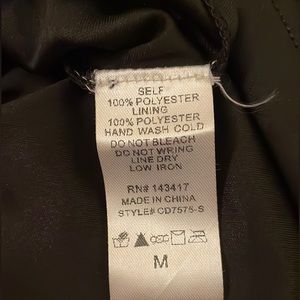 SELF
100% POLYESTER
LINING
100% POLYESTER
HAND WASH COLD
DO NOT BLEACH
DO NOT WRING
LINE DRY
LOW IRON
RN# 143417
MADE IN CHINA
STYLE# CD7575-S
M